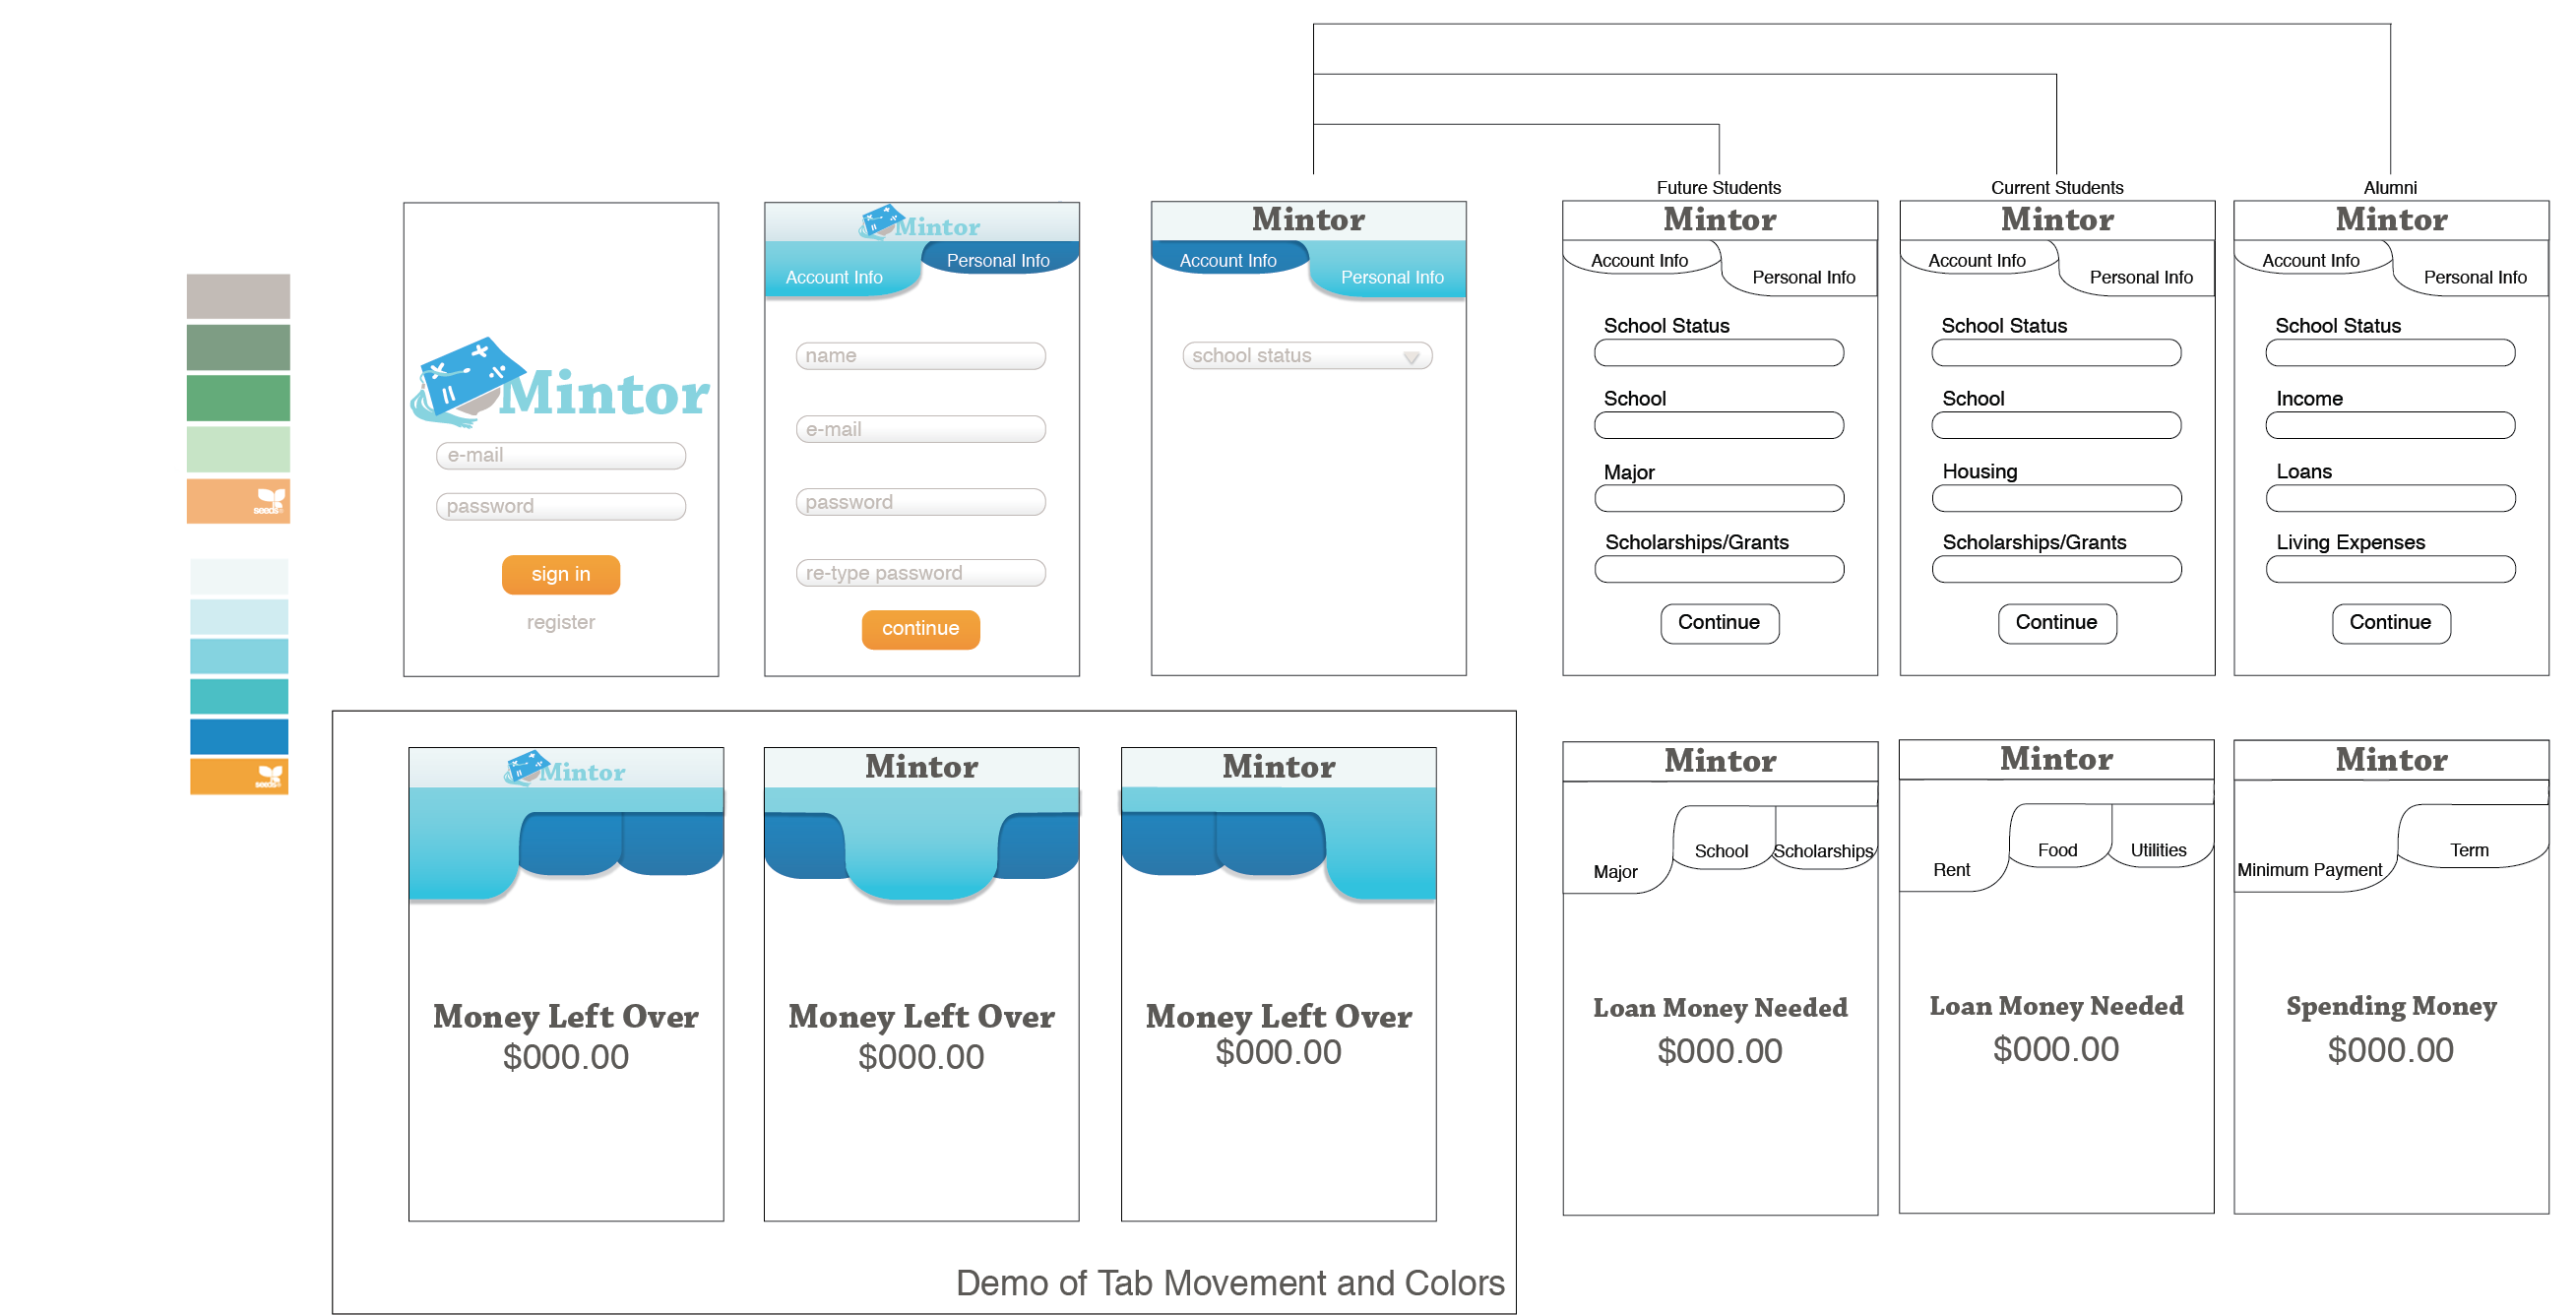 Future Students
Current Students
Alumni
Mintor
e-mail
password
sign in
register
Mintor
Account Info
Personal Info
name
e-mail
password
re-type password
continue
Mintor
Account Info
Personal Info
school status
Mintor
Account Info
Personal Info
School Status
School
Major
Scholarships/Grants
Continue
Mintor
Account Info
Personal Info
School Status
School
Housing
Scholarships/Grants
Continue
Mintor
Account Info
Personal Info
School Status
Income
Loans
Living Expenses
Continue
seeds
seeds
Mintor
Money Left Over
$000.00
Mintor
Money Left Over
$000.00
Mintor
Money Left Over
$000.00
Demo of Tab Movement and Colors
Mintor
Major
School
Scholarships
Loan Money Needed
$000.00
Mintor
Rent
Food
Utilities
Loan Money Needed
$000.00
Mintor
Minimum Payment
Term
Spending Money
$000.00